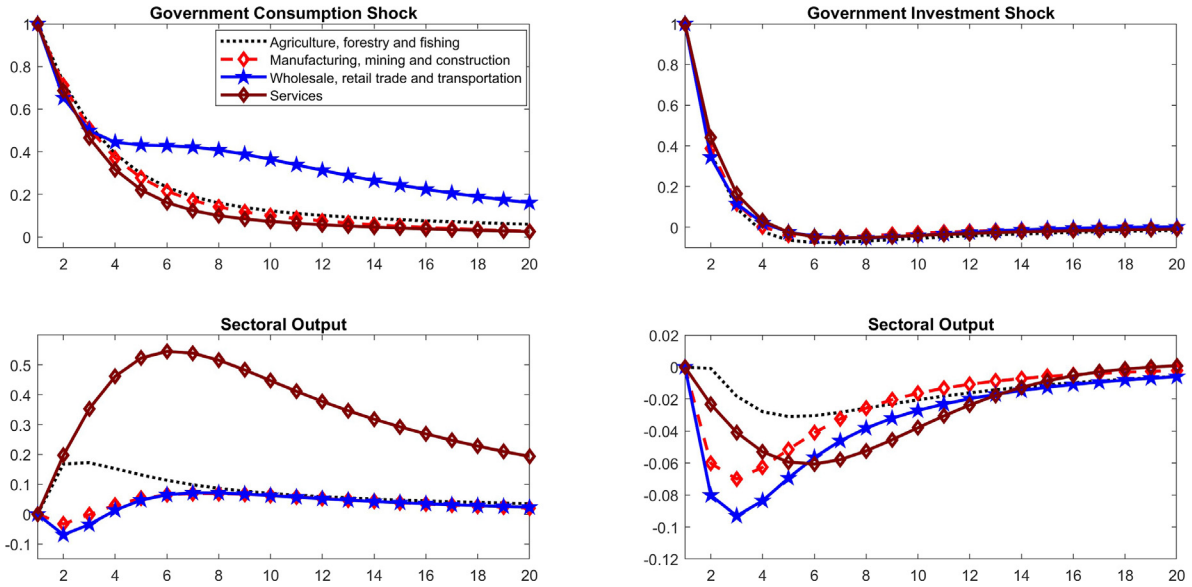 Government Consumption Shock
1
0.8
0.6
0.4
0.2
0
2 4 6 8 10 12 14 16 18 20
Agriculture, forestry and fishing
Manufacturing, mining and construction
Wholesale, retail trade and transportation
Services
Government Investment Shock
1
0.8
0.6
0.4
0.2
0
2 4 6 8 10 12 14 16 18 20
Sectoral Output
0.5
0.4
0.3
0.2
0.1
0
-0.1
2 4 6 8 10 12 14 16 18 20
Sectoral Output
0.02
0
-0.02
-0.04
-0.06
-0.08
-0.1
-0.12
2 4 6 8 10 12 14 16 18 20